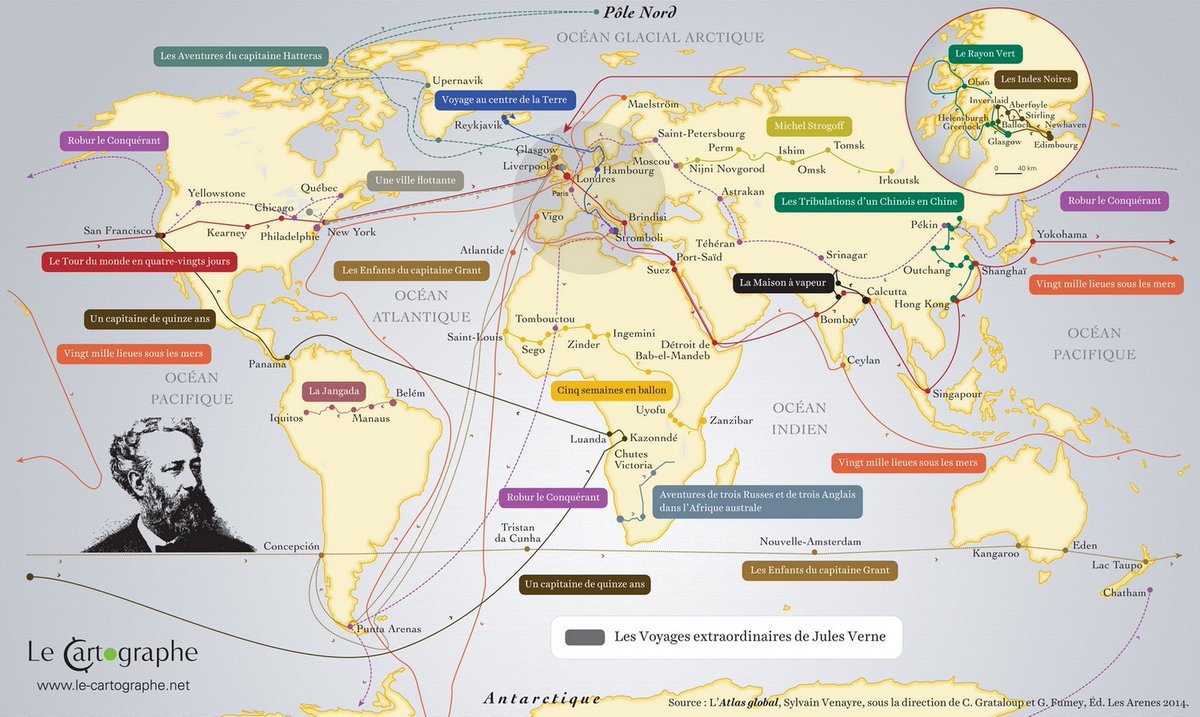 Pôle Nord
OCÉAN GLACIAL ARCTIQUE
Les Aventures du capitaine Hatteras
Upernavik
Voyage au centre de la Terre
Reykjavik
Maelström
Le Rayon Vert
Les Indes Noires
Oban
Inverslaid
Aberfoyle
Stirling
Helensburgh
Balloch
Newhaven
Greenock
Glasgow
Edimbourg
0 40 km
Robur le Conquérant
Saint-Petersbourg
Michel Strogoff
Glasgow
Liverpool
Hambourg
Londres
Paris
Moscou
Perm
Ishim
Tomsk
Nijni Novgorod
Omsk
Irkoutsk
Une ville flottante
Yellowstone
Québec
Chicago
Astrakan
Les Tribulations d'un Chinois en Chine
Robur le Conquérant
San Francisco
Kearney
Philadelphie
New York
Vigo
Brindisi
Stromboli
Pékin
Yokohama
Le Tour du monde en quatre-vingts jours
Atlantide
Port-Saïd
Suez
Téhéran
Srinagar
Outchang
Shanghaï
Les Enfants du capitaine Grant
La Maison à vapeur
Vingt mille lieues sous les mers
OCÉAN
ATLANTIQUE
Calcutta
Hong Kong
Un capitaine de quinze ans
Tombouctou
Ingemini
Bombay
Saint-Louis
Sego
Zinder
Détroit de
Bab-el-Mandeb
OCÉAN
PACIFIQUE
Vingt mille lieues sous les mers
Panama
Ceylan
OCÉAN
PACIFIQUE
La Jangada
Belém
Cinq semaines en ballon
Singapour
Iquitos
Manaus
Uyofu
Zanzibar
OCÉAN
INDIEN
Luanda
Kazonndé
Chutes
Victoria
Vingt mille lieues sous les mers
Robur le Conquérant
Aventures de trois Russes et de trois Anglais
dans l'Afrique australe
Tristan
da Cunha
Concepción
Nouvelle-Amsterdam
Kangaroo
Eden
Lac Taupo
Un capitaine de quinze ans
Les Enfants du capitaine Grant
Chatham
Punta Arenas
Les Voyages extraordinaires de Jules Verne
Le Cartographe
www.le-cartographe.net
Antarctique
Source : L'Atlas global, Sylvain Venayre, sous la direction de C. Grataloup et G. Fumey, Éd. Les Arenes 2014.